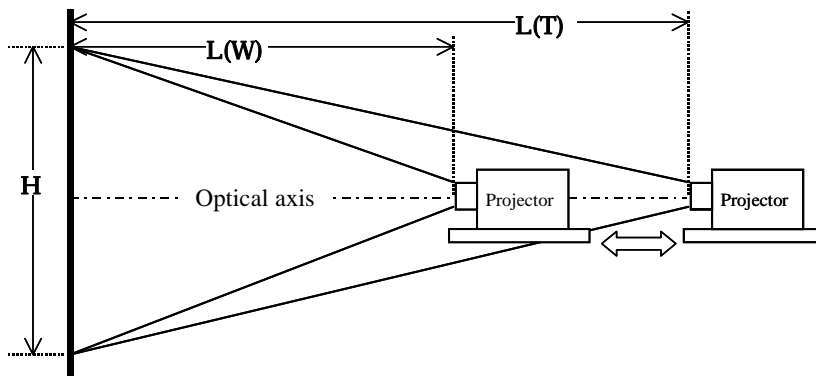 L(T)
L(W)
H
Optical axis
Projector
Projector